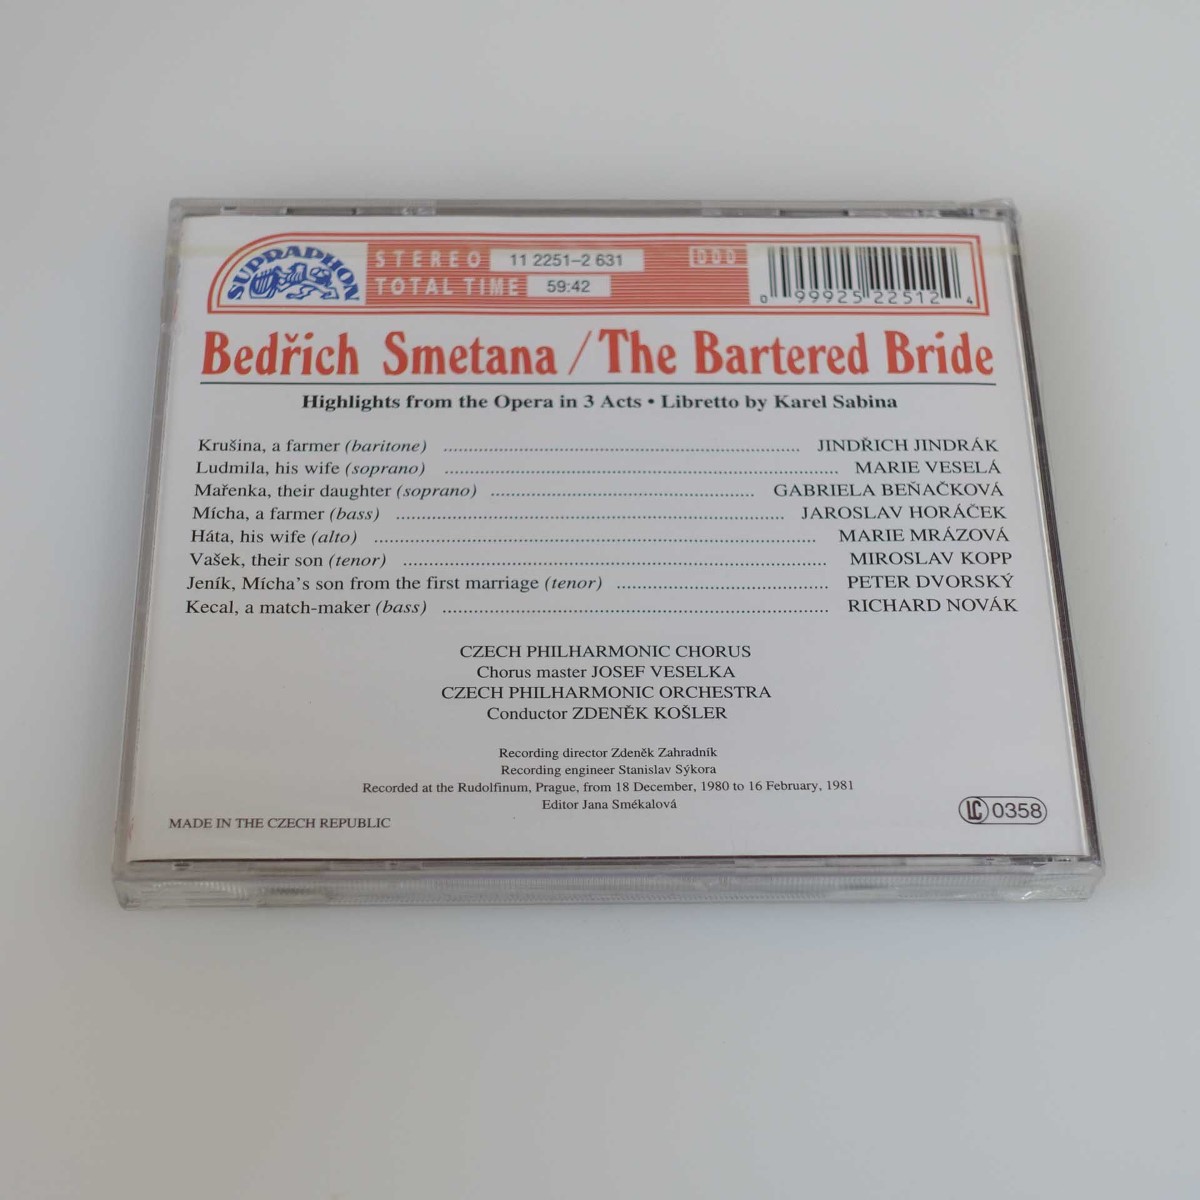 SUPRAPHON
STEREO 11 2251-2 631 DDD
TOTAL TIME 59:42
0 99925 22512 4
Bedřich Smetana / The Bartered Bride
Highlights from the Opera in 3 Acts • Libretto by Karel Sabina
Krušina, a farmer (baritone) ........ JINDŘICH JINDRÁK
Ludmila, his wife (soprano) ........ MARIE VESELÁ
Mařenka, their daughter (soprano) ........ GABRIELA BEŇAČKOVÁ
Mícha, a farmer (bass) ........ JAROSLAV HORÁČEK
Háta, his wife (alto) ........ MARIE MRÁZOVÁ
Vašek, their son (tenor) ........ MIROSLAV KOPP
Jeník, Mícha's son from the first marriage (tenor) ........ PETER DVORSKÝ
Kecal, a match-maker (bass) ........ RICHARD NOVÁK
CZECH PHILHARMONIC CHORUS
Chorus master JOSEF VESELKA
CZECH PHILHARMONIC ORCHESTRA
Conductor ZDENĚK KOŠLER
Recording director Zdeněk Zahradník
Recording engineer Stanislav Sýkora
Recorded at the Rudolfinum, Prague, from 18 December, 1980 to 16 February, 1981
Editor Jana Smékalová
MADE IN THE CZECH REPUBLIC
LC 0358